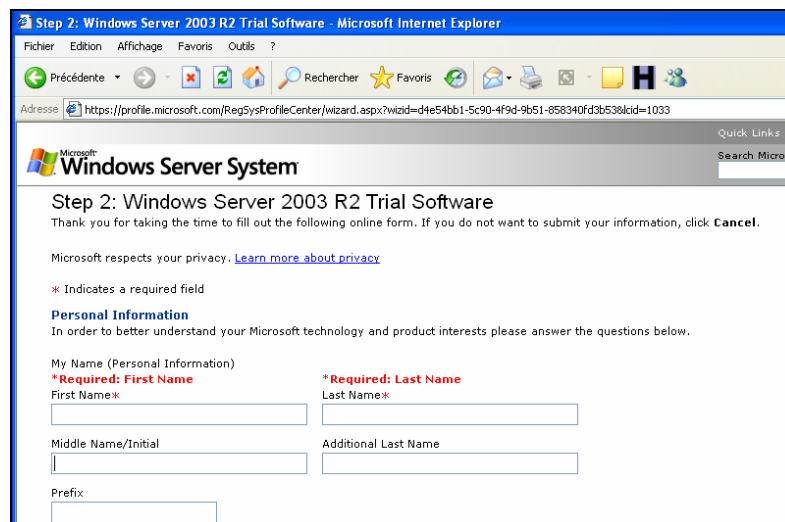 Step 2: Windows Server 2003 R2 Trial Software - Microsoft Internet Explorer
Fichier Edition Affichage Favoris Outils ?
Précédente Rechercher Favoris
Adresse https://profile.microsoft.com/RegSysProfileCenter/wizard.aspx?wizid=d4e54bb1-5c90-4f9d-9b51-858340fd3b53&lcid=1033
Quick Links
Microsoft Windows Server System
Search Micro
Step 2: Windows Server 2003 R2 Trial Software
Thank you for taking the time to fill out the following online form. If you do not want to submit your information, click Cancel.
Microsoft respects your privacy. Learn more about privacy
* Indicates a required field
Personal Information
In order to better understand your Microsoft technology and product interests please answer the questions below.
My Name (Personal Information)
*Required: First Name *Required: Last Name
First Name* Last Name*
Middle Name/Initial Additional Last Name
Prefix